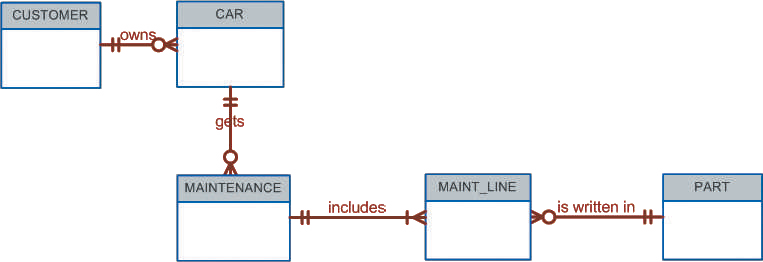 CUSTOMER
owns
CAR
gets
MAINTENANCE
includes
MAINT_LINE
is written in
PART